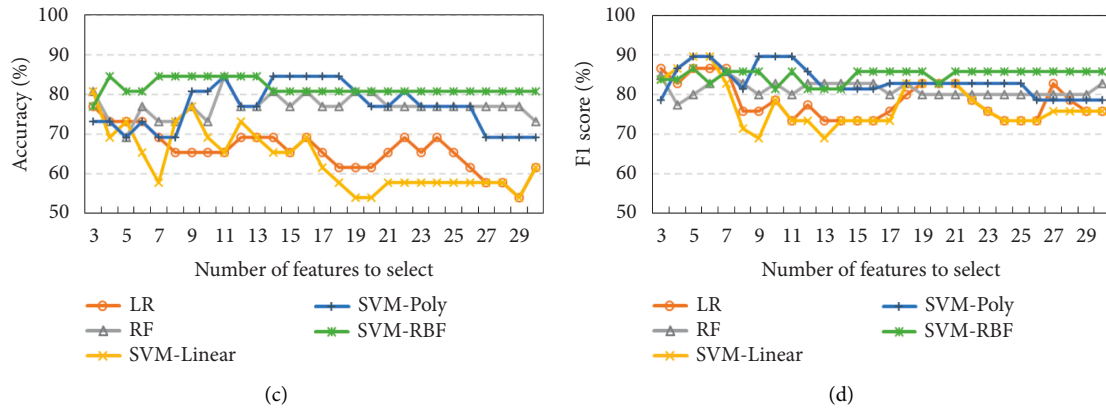 100
90
80
70
60
50
Accuracy (%)
3 5 7 9 11 13 15 17 19 21 23 25 27 29
Number of features to select
LR
RF
SVM-Linear
SVM-Poly
SVM-RBF
(c)
100
90
80
70
60
50
F1 score (%)
3 5 7 9 11 13 15 17 19 21 23 25 27 29
Number of features to select
LR
RF
SVM-Linear
SVM-Poly
SVM-RBF
(d)